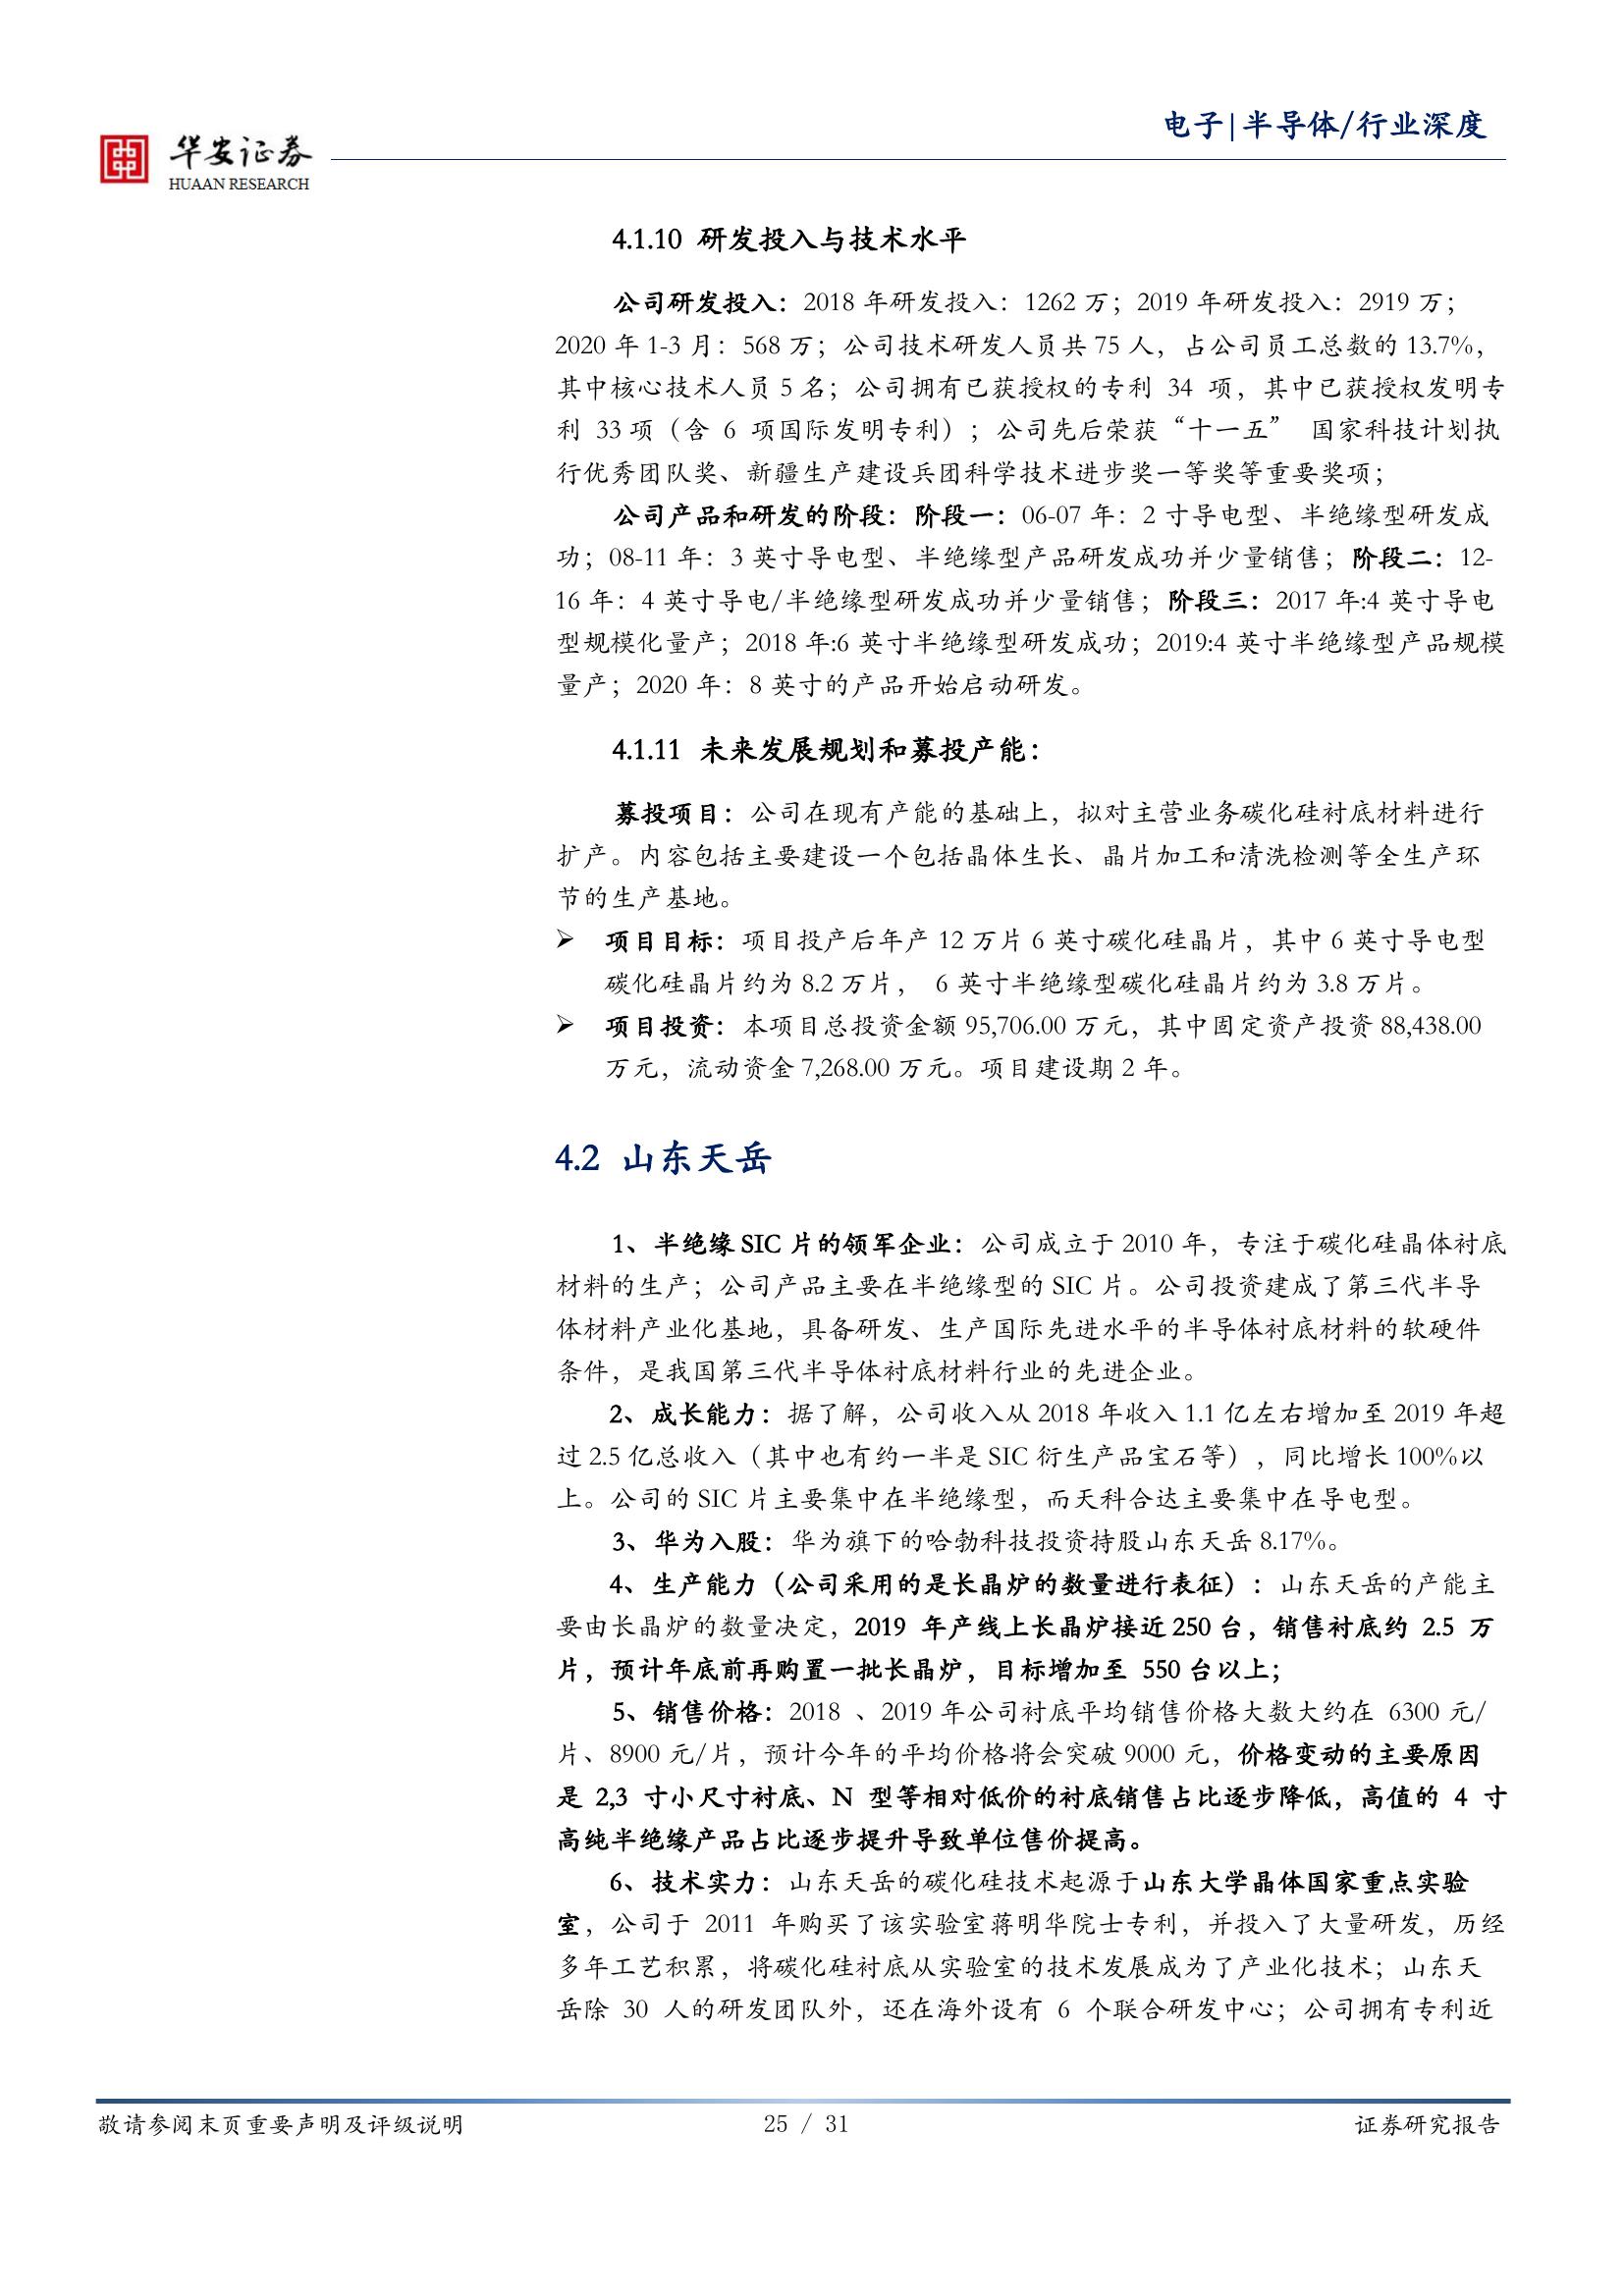 电子|半导体/行业深度
华安证券
HUAAN RESEARCH
4.1.10 研发投入与技术水平
公司研发投入：2018 年研发投入：1262 万；2019 年研发投入：2919 万；
2020 年 1-3 月：568 万；公司技术研发人员共 75 人，占公司员工总数的 13.7%，
其中核心技术人员 5 名；公司拥有已获授权的专利 34 项，其中已获授权发明专
利 33 项（含 6 项国际发明专利）；公司先后荣获“十一五” 国家科技计划执
行优秀团队奖、新疆生产建设兵团科学技术进步奖一等奖等重要奖项；
公司产品和研发的阶段：阶段一：06-07 年：2 寸导电型、半绝缘型研发成
功；08-11 年：3 英寸导电型、半绝缘型产品研发成功并少量销售；阶段二：12-
16 年：4 英寸导电/半绝缘型研发成功并少量销售；阶段三：2017 年:4 英寸导电
型规模化量产；2018 年:6 英寸半绝缘型研发成功；2019:4 英寸半绝缘型产品规模
量产；2020 年：8 英寸的产品开始启动研发。
4.1.11 未来发展规划和募投产能：
募投项目：公司在现有产能的基础上，拟对主营业务碳化硅衬底材料进行
扩产。内容包括主要建设一个包括晶体生长、晶片加工和清洗检测等全生产环
节的生产基地。
➢ 项目目标：项目投产后年产 12 万片 6 英寸碳化硅晶片，其中 6 英寸导电型
碳化硅晶片约为 8.2 万片， 6 英寸半绝缘型碳化硅晶片约为 3.8 万片。
➢ 项目投资：本项目总投资金额 95,706.00 万元，其中固定资产投资 88,438.00
万元，流动资金 7,268.00 万元。项目建设期 2 年。
4.2 山东天岳
1、半绝缘 SIC 片的领军企业：公司成立于 2010 年，专注于碳化硅晶体衬底
材料的生产；公司产品主要在半绝缘型的 SIC 片。公司投资建成了第三代半导
体材料产业化基地，具备研发、生产国际先进水平的半导体衬底材料的软硬件
条件，是我国第三代半导体衬底材料行业的先进企业。
2、成长能力：据了解，公司收入从 2018 年收入 1.1 亿左右增加至 2019 年超
过 2.5 亿总收入（其中也有约一半是 SIC 衍生产品宝石等），同比增长 100%以
上。公司的 SIC 片主要集中在半绝缘型，而天科合达主要集中在导电型。
3、华为入股：华为旗下的哈勃科技投资持股山东天岳 8.17%。
4、生产能力（公司采用的是长晶炉的数量进行表征）：山东天岳的产能主
要由长晶炉的数量决定，2019 年产线上长晶炉接近 250 台，销售衬底约 2.5 万
片，预计年底前再购置一批长晶炉，目标增加至 550 台以上；
5、销售价格：2018 、2019 年公司衬底平均销售价格大数大约在 6300 元/
片、8900 元/片，预计今年的平均价格将会突破 9000 元，价格变动的主要原因
是 2,3 寸小尺寸衬底、N 型等相对低价的衬底销售占比逐步降低，高值的 4 寸
高纯半绝缘产品占比逐步提升导致单位售价提高。
6、技术实力：山东天岳的碳化硅技术起源于山东大学晶体国家重点实验
室，公司于 2011 年购买了该实验室蒋明华院士专利，并投入了大量研发，历经
多年工艺积累，将碳化硅衬底从实验室的技术发展成为了产业化技术；山东天
岳除 30 人的研发团队外，还在海外设有 6 个联合研发中心；公司拥有专利近
敬请参阅末页重要声明及评级说明
25 / 31
证券研究报告